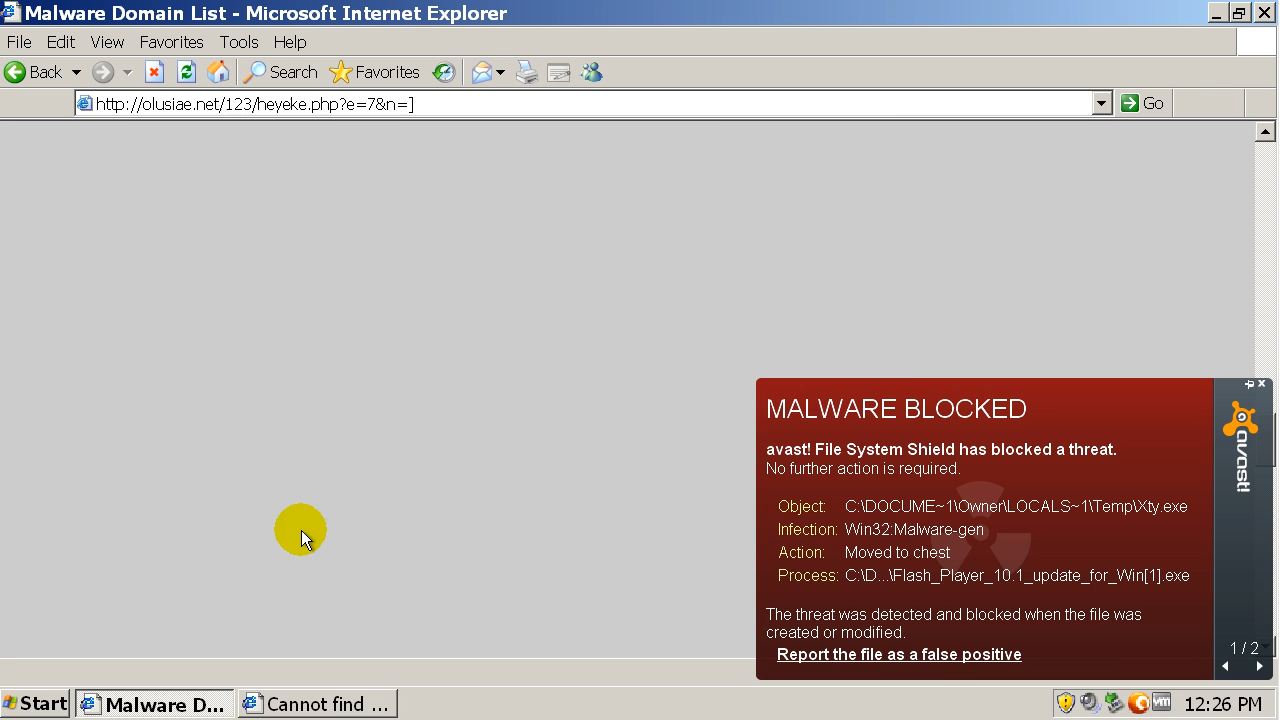 Malware Domain List - Microsoft Internet Explorer
File Edit View Favorites Tools Help
Back Search Favorites
http://olusiae.net/123/heyeke.php?e=7&n=] Go
MALWARE BLOCKED
avast! File System Shield has blocked a threat.
No further action is required.
Object: C:\DOCUME~1\Owner\LOCALS~1\Temp\Xty.exe
Infection: Win32:Malware-gen
Action: Moved to chest
Process: C:\D...\Flash_Player_10.1_update_for_Win[1].exe
The threat was detected and blocked when the file was
created or modified.
Report the file as a false positive
avast!
1 / 2
Start Malware D... Cannot find ... vm 12:26 PM